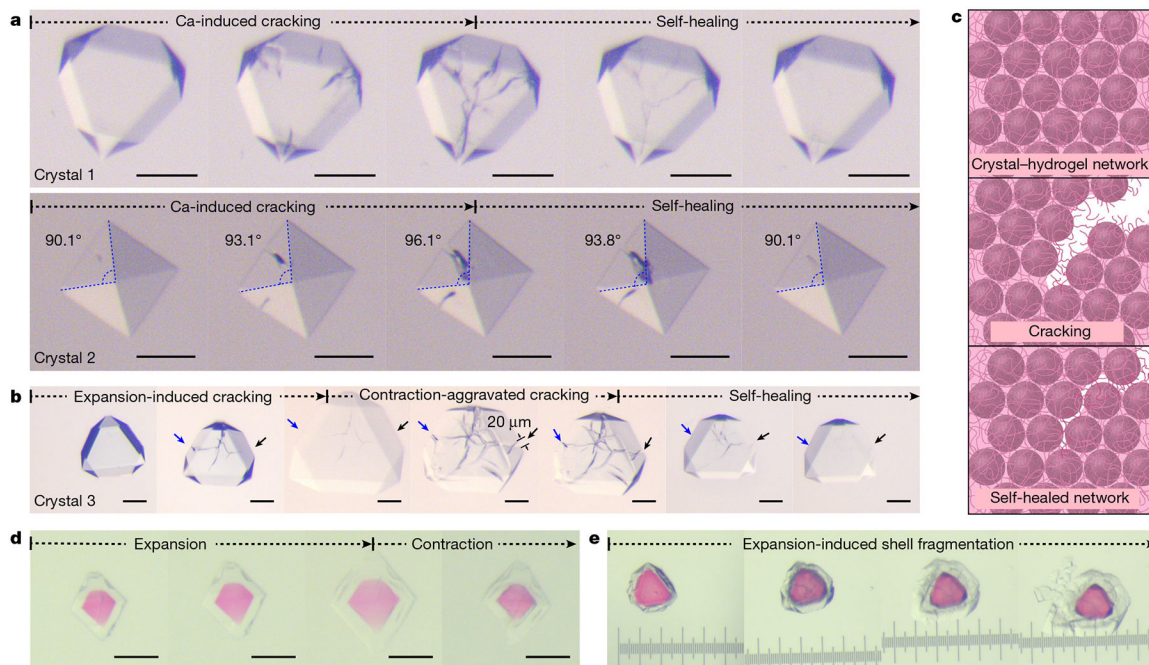 a
Ca-induced cracking
Self-healing
Crystal 1
Ca-induced cracking
Self-healing
90.1°
93.1°
96.1°
93.8°
90.1°
Crystal 2
b
Expansion-induced cracking
Contraction-aggravated cracking
Self-healing
20 μm
Crystal 3
c
Crystal–hydrogel network
Cracking
Self-healed network
d
Expansion
Contraction
e
Expansion-induced shell fragmentation